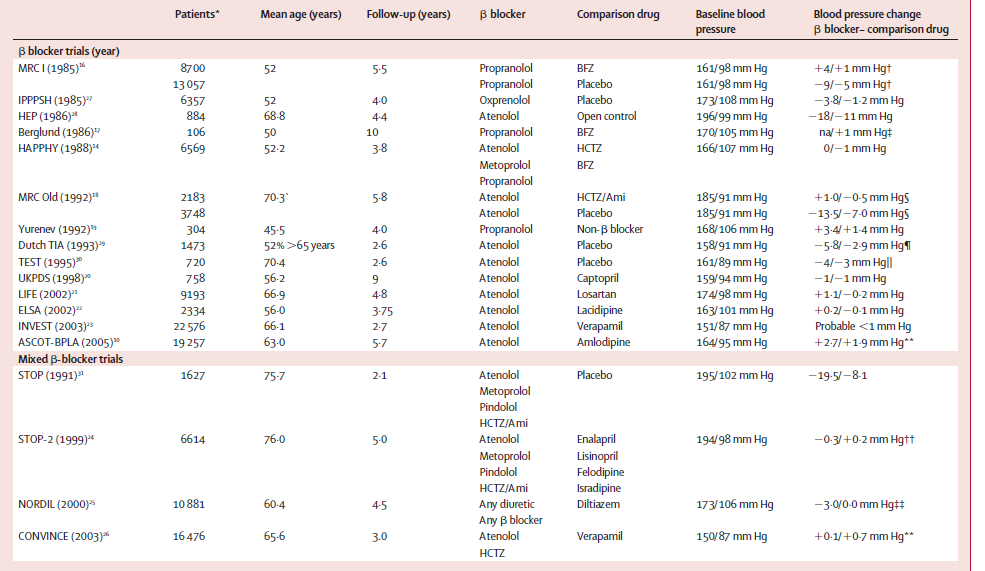 Patients* Mean age (years) Follow-up (years) β blocker Comparison drug Baseline blood pressure Blood pressure change β blocker– comparison drug
β blocker trials (year)
MRC I (1985)¹⁶ 8700 52 5·5 Propranolol BFZ 161/98 mm Hg +4/+1 mm Hg†
13 057 Propranolol Placebo 161/98 mm Hg −9/−5 mm Hg†
IPPPSH (1985)²⁷ 6357 52 4·0 Oxprenolol Placebo 173/108 mm Hg −3·8/−1·2 mm Hg
HEP (1986)²⁸ 884 68·8 4·4 Atenolol Open control 196/99 mm Hg −18/−11 mm Hg
Berglund (1986)¹⁷ 106 50 10 Propranolol BFZ 170/105 mm Hg na/+1 mm Hg‡
HAPPHY (1988)¹⁴ 6569 52·2 3·8 Atenolol HCTZ 166/107 mm Hg 0/−1 mm Hg
Metoprolol BFZ
Propranolol
MRC Old (1992)¹⁸ 2183 70·3` 5·8 Atenolol HCTZ/Ami 185/91 mm Hg +1·0/−0·5 mm Hg§
3748 Atenolol Placebo 185/91 mm Hg −13·5/−7·0 mm Hg§
Yurenev (1992)¹⁹ 304 45·5 4·0 Propranolol Non-β blocker 168/106 mm Hg +3·4/+1·4 mm Hg
Dutch TIA (1993)²⁹ 1473 52% >65 years 2·6 Atenolol Placebo 158/91 mm Hg −5·8/−2·9 mm Hg¶
TEST (1995)³⁰ 720 70·4 2·6 Atenolol Placebo 161/89 mm Hg −4/−3 mm Hg||
UKPDS (1998)²⁰ 758 56·2 9 Atenolol Captopril 159/94 mm Hg −1/−1 mm Hg
LIFE (2002)²¹ 9193 66·9 4·8 Atenolol Losartan 174/98 mm Hg +1·1/−0·2 mm Hg
ELSA (2002)²² 2334 56·0 3·75 Atenolol Lacidipine 163/101 mm Hg +0·2/−0·1 mm Hg
INVEST (2003)²³ 22 576 66·1 2·7 Atenolol Verapamil 151/87 mm Hg Probable <1 mm Hg
ASCOT-BPLA (2005)¹⁰ 19 257 63·0 5·7 Atenolol Amlodipine 164/95 mm Hg +2·7/+1·9 mm Hg**
Mixed β-blocker trials
STOP (1991)³¹ 1627 75·7 2·1 Atenolol Placebo 195/102 mm Hg −19·5/−8·1
Metoprolol
Pindolol
HCTZ/Ami
STOP-2 (1999)²⁴ 6614 76·0 5·0 Atenolol Enalapril 194/98 mm Hg −0·3/+0·2 mm Hg††
Metoprolol Lisinopril
Pindolol Felodipine
HCTZ/Ami Isradipine
NORDIL (2000)²⁵ 10 881 60·4 4·5 Any diuretic Diltiazem 173/106 mm Hg −3·0/0·0 mm Hg‡‡
Any β blocker
CONVINCE (2003)²⁶ 16 476 65·6 3·0 Atenolol Verapamil 150/87 mm Hg +0·1/+0·7 mm Hg**
HCTZ